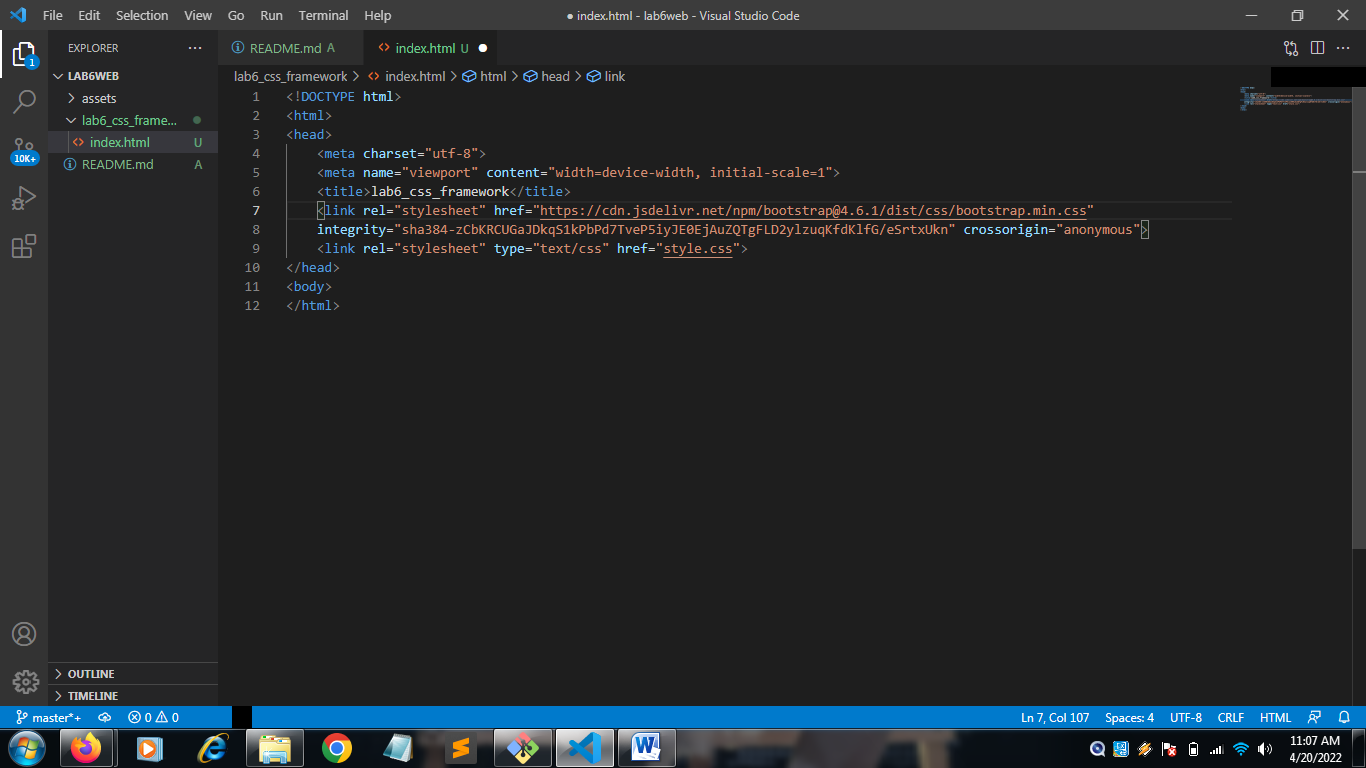 File Edit Selection View Go Run Terminal Help ● index.html - lab6web - Visual Studio Code
EXPLORER ···
README.md A index.html U ●
LAB6WEB
assets
lab6_css_frame...
index.html U
README.md A
1
10K+
lab6_css_framework > index.html > html > head > link
1 <!DOCTYPE html>
2 <html>
3 <head>
4 <meta charset="utf-8">
5 <meta name="viewport" content="width=device-width, initial-scale=1">
6 <title>lab6_css_framework</title>
7 <link rel="stylesheet" href="https://cdn.jsdelivr.net/npm/bootstrap@4.6.1/dist/css/bootstrap.min.css"
8 integrity="sha384-zCbKRCUGaJDkqS1kPbPd7TveP5iyJE0EjAuZQTgFLD2ylzuqKfdKlfG/eSrtxUkn" crossorigin="anonymous">
9 <link rel="stylesheet" type="text/css" href="style.css">
10 </head>
11 <body>
12 </html>
OUTLINE
TIMELINE
master*+ 0 0 Ln 7, Col 107 Spaces: 4 UTF-8 CRLF HTML
11:07 AM
4/20/2022